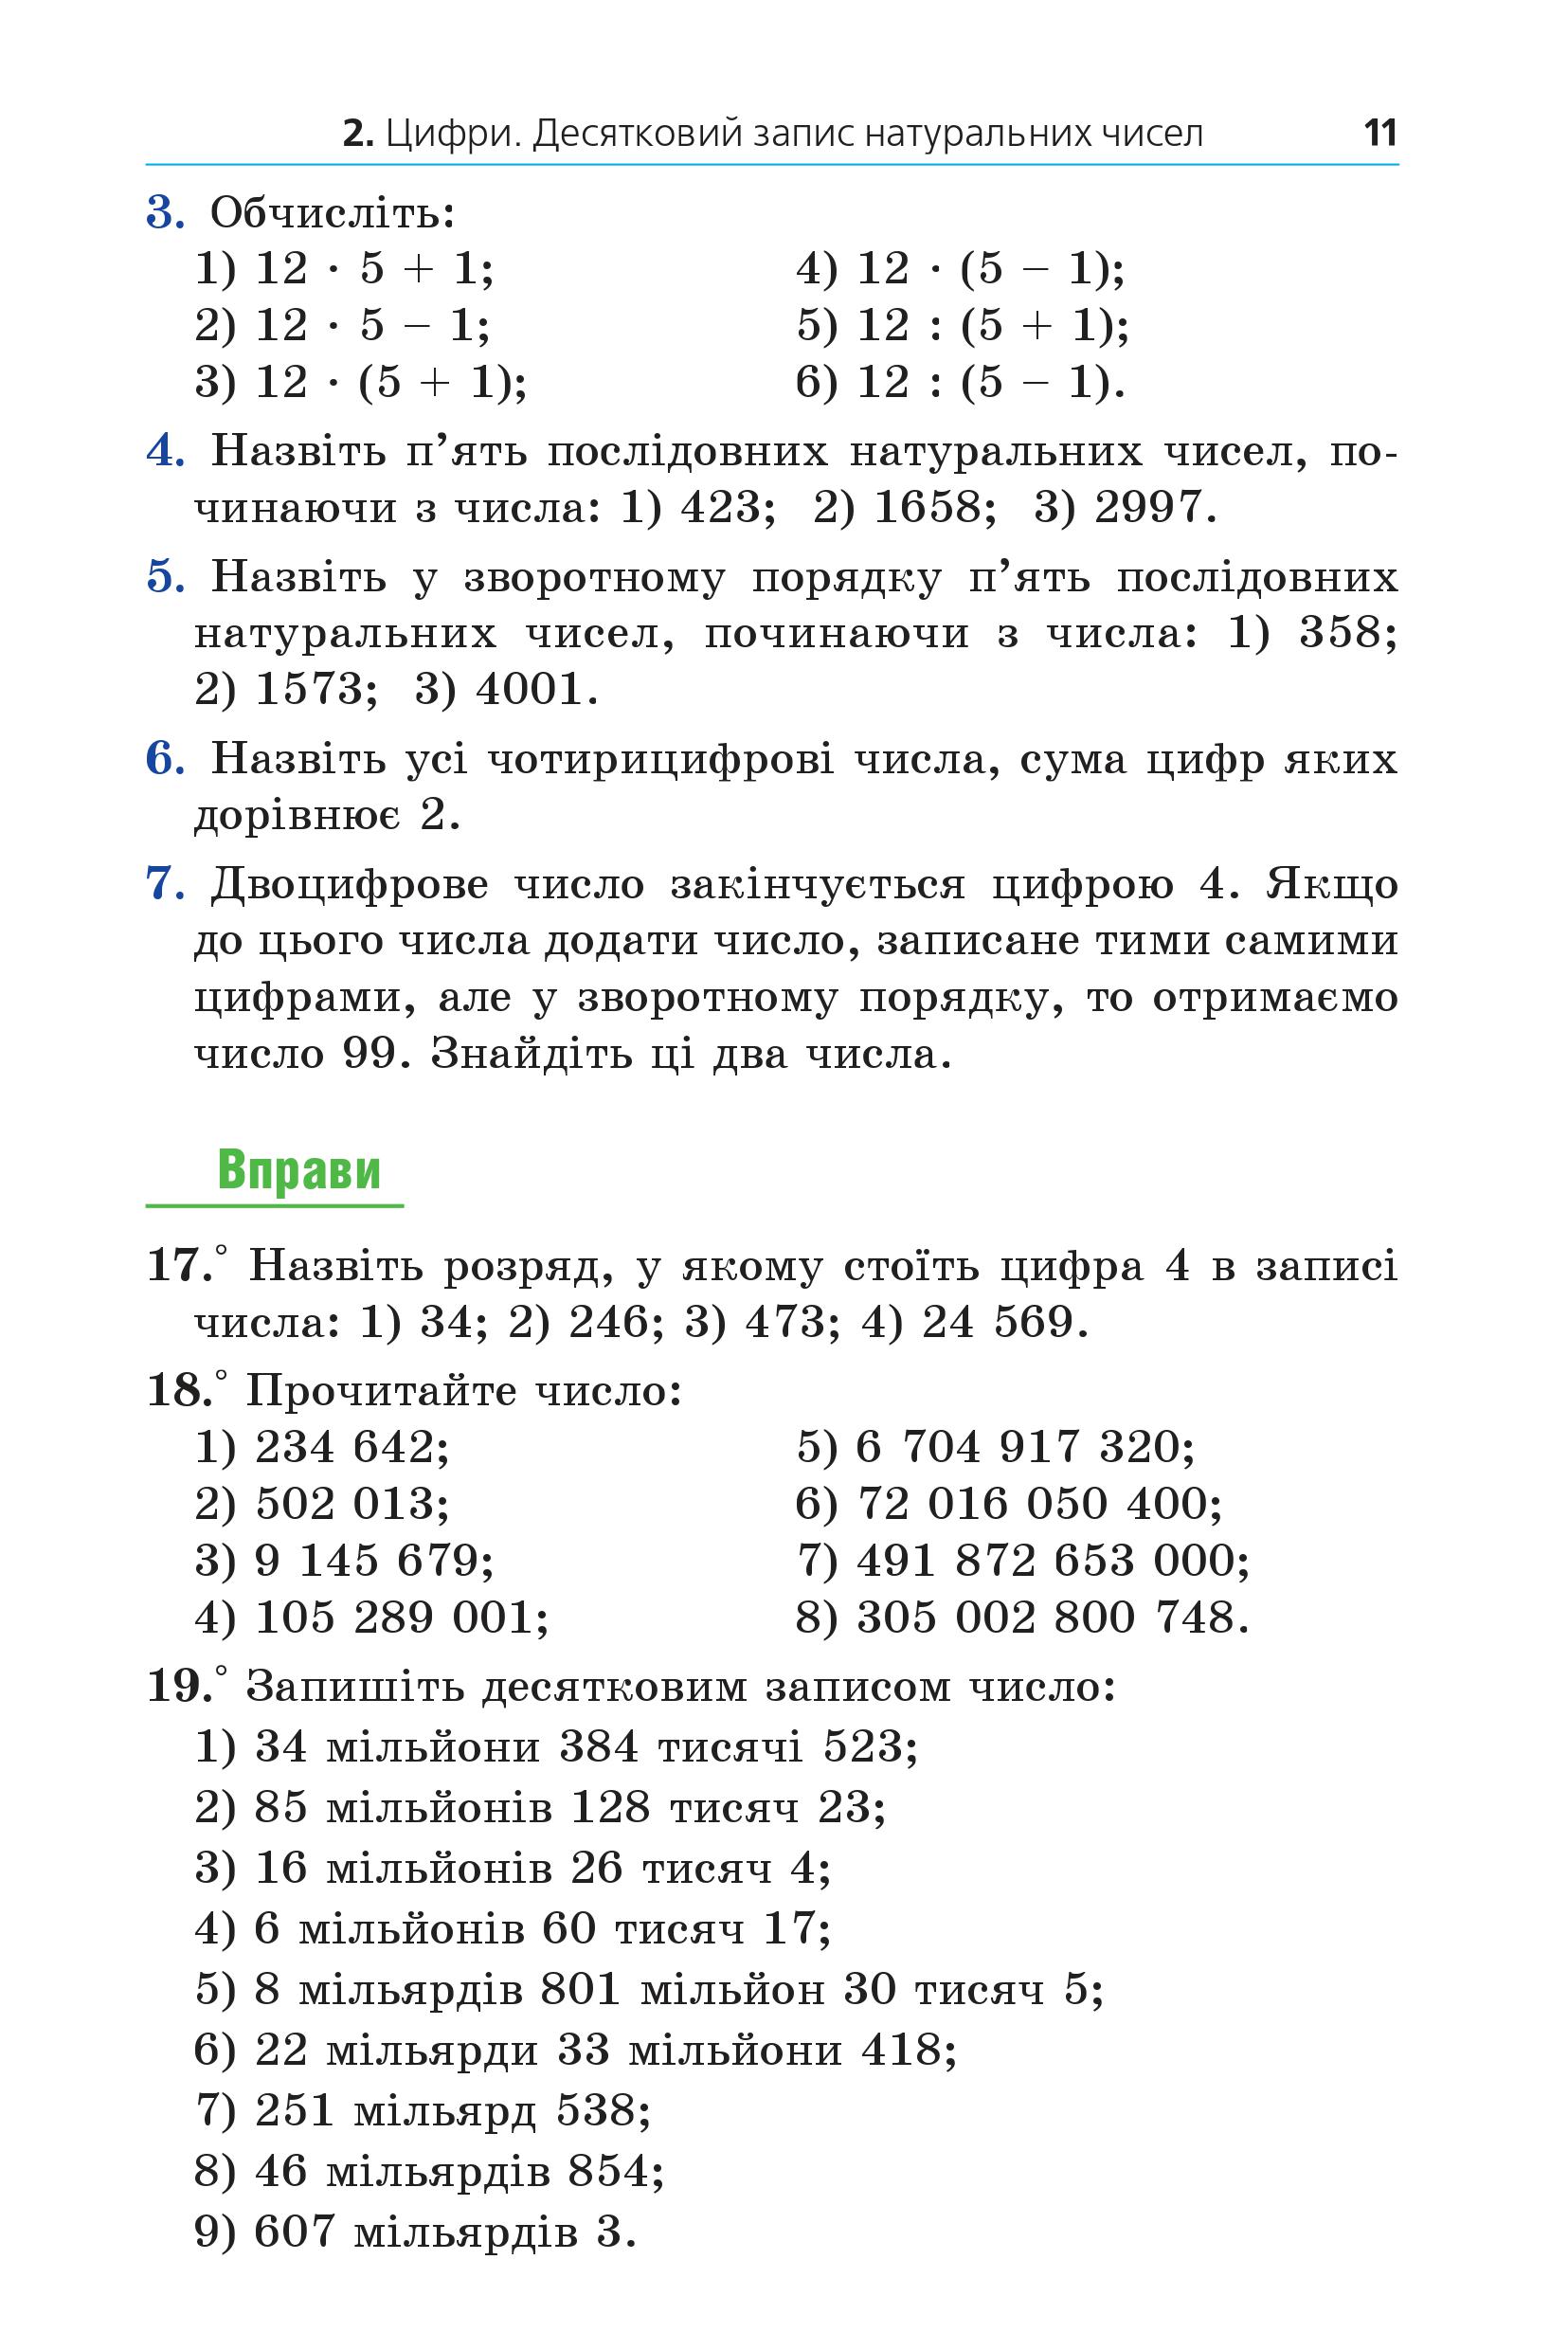 2. Цифри. Десятковий запис натуральних чисел 11
3. Обчисліть:
1) 12 · 5 + 1; 4) 12 · (5 – 1);
2) 12 · 5 – 1; 5) 12 : (5 + 1);
3) 12 · (5 + 1); 6) 12 : (5 – 1).
4. Назвіть п’ять послідовних натуральних чисел, по-
чинаючи з числа: 1) 423; 2) 1658; 3) 2997.
5. Назвіть у зворотному порядку п’ять послідовних
натуральних чисел, починаючи з числа: 1) 358;
2) 1573; 3) 4001.
6. Назвіть усі чотирицифрові числа, сума цифр яких
дорівнює 2.
7. Двоцифрове число закінчується цифрою 4. Якщо
до цього числа додати число, записане тими самими
цифрами, але у зворотному порядку, то отримаємо
число 99. Знайдіть ці два числа.
Вправи
17.° Назвіть розряд, у якому стоїть цифра 4 в записі
числа: 1) 34; 2) 246; 3) 473; 4) 24 569.
18.° Прочитайте число:
1) 234 642; 5) 6 704 917 320;
2) 502 013; 6) 72 016 050 400;
3) 9 145 679; 7) 491 872 653 000;
4) 105 289 001; 8) 305 002 800 748.
19.° Запишіть десятковим записом число:
1) 34 мільйони 384 тисячі 523;
2) 85 мільйонів 128 тисяч 23;
3) 16 мільйонів 26 тисяч 4;
4) 6 мільйонів 60 тисяч 17;
5) 8 мільярдів 801 мільйон 30 тисяч 5;
6) 22 мільярди 33 мільйони 418;
7) 251 мільярд 538;
8) 46 мільярдів 854;
9) 607 мільярдів 3.